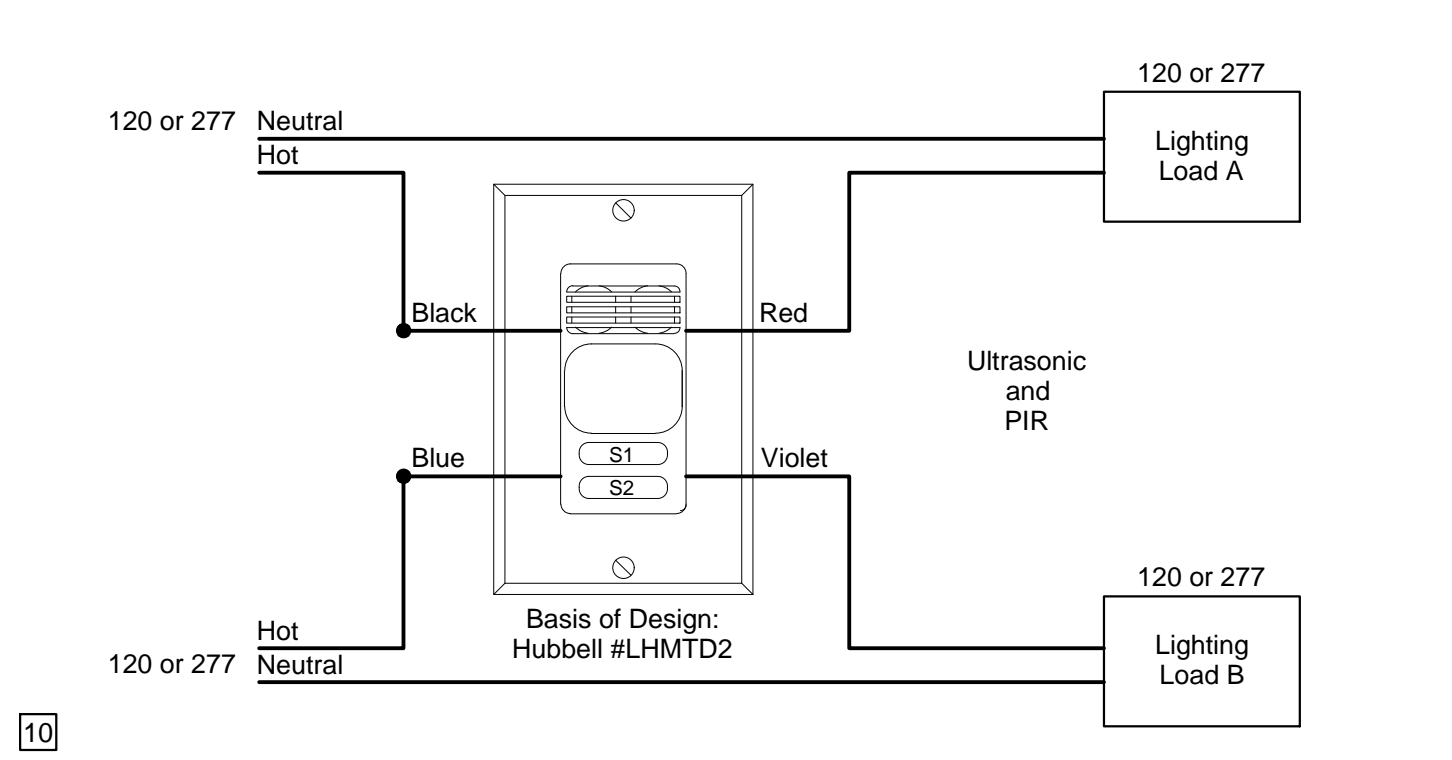 120 or 277
120 or 277 Neutral
Hot
Lighting
Load A
Black
Red
Ultrasonic
and
PIR
Blue
S1
Violet
S2
120 or 277
Basis of Design:
Hubbell #LHMTD2
Hot
120 or 277 Neutral
Lighting
Load B
10